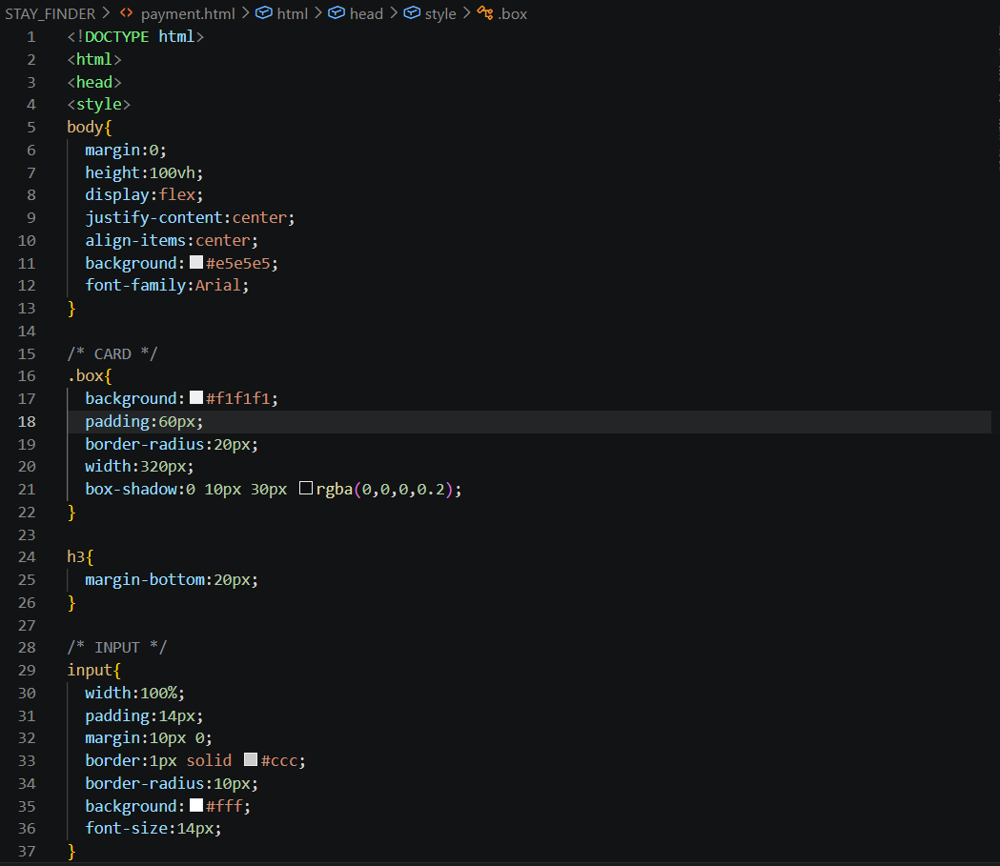 STAY_FINDER > <> payment.html > html > head > style > .box
1 <!DOCTYPE html>
2 <html>
3 <head>
4 <style>
5 body{
6 margin:0;
7 height:100vh;
8 display:flex;
9 justify-content:center;
10 align-items:center;
11 background:#e5e5e5;
12 font-family:Arial;
13 }
14
15 /* CARD */
16 .box{
17 background:#f1f1f1;
18 padding:60px;
19 border-radius:20px;
20 width:320px;
21 box-shadow:0 10px 30px rgba(0,0,0,0.2);
22 }
23
24 h3{
25 margin-bottom:20px;
26 }
27
28 /* INPUT */
29 input{
30 width:100%;
31 padding:14px;
32 margin:10px 0;
33 border:1px solid #ccc;
34 border-radius:10px;
35 background:#fff;
36 font-size:14px;
37 }